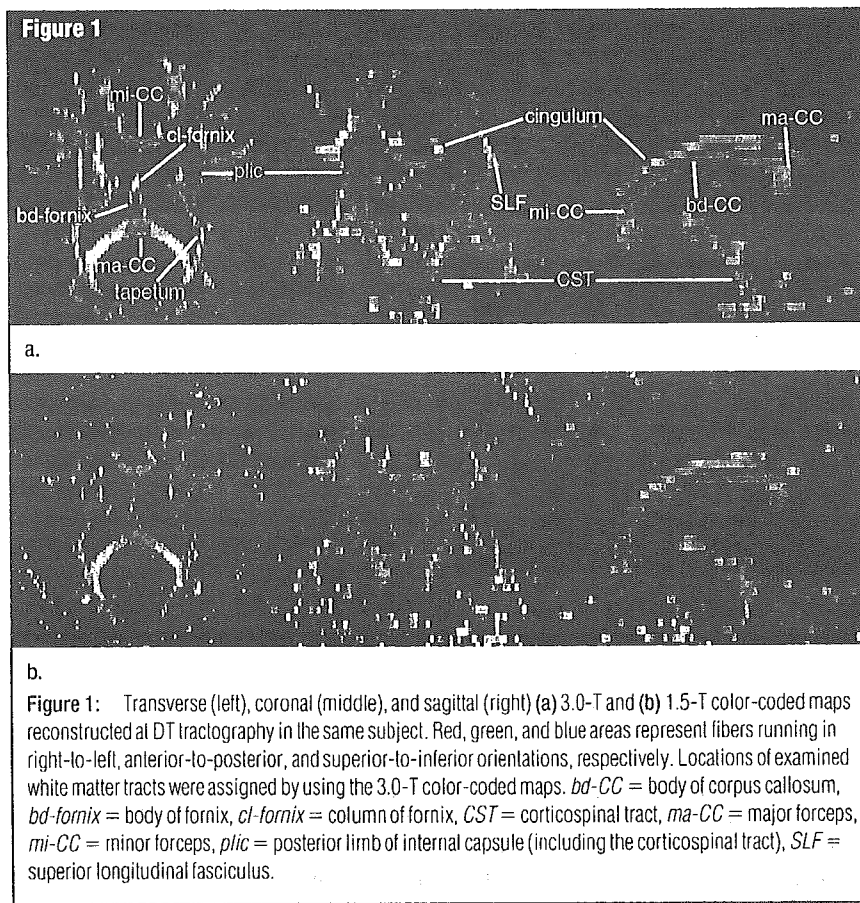 Figure 1
mi-CC
cl-fornix
plic
bd-fornix
ma-CC
tapetum
cingulum
ma-CC
SLF
mi-CC
bd-CC
CST
a.
b.
Figure 1: Transverse (left), coronal (middle), and sagittal (right) (a) 3.0-T and (b) 1.5-T color-coded maps
reconstructed at DT tractography in the same subject. Red, green, and blue areas represent fibers running in
right-to-left, anterior-to-posterior, and superior-to-inferior orientations, respectively. Locations of examined
white matter tracts were assigned by using the 3.0-T color-coded maps. bd-CC = body of corpus callosum,
bd-fornix = body of fornix, cl-fornix = column of fornix, CST = corticospinal tract, ma-CC = major forceps,
mi-CC = minor forceps, plic = posterior limb of internal capsule (including the corticospinal tract), SLF =
superior longitudinal fasciculus.